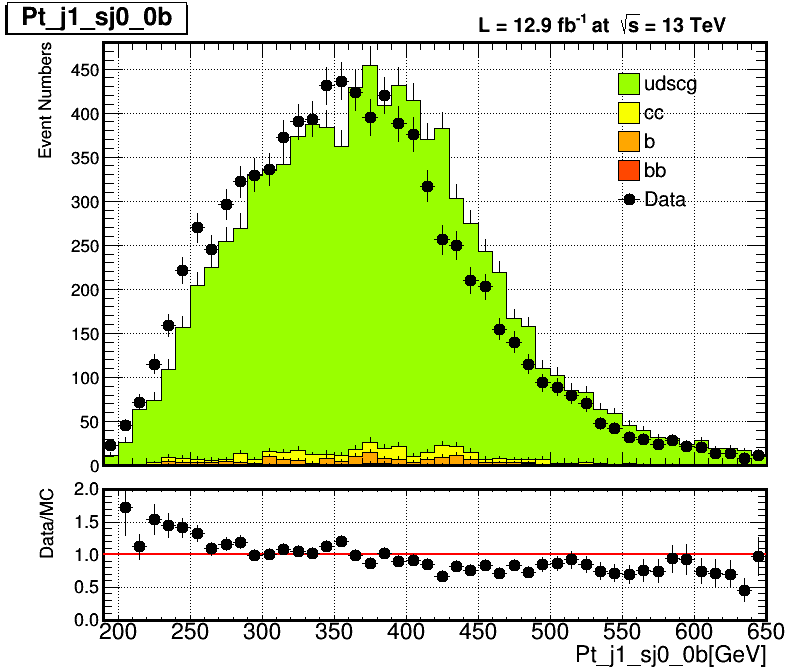 Pt_j1_sj0_0b
L = 12.9 fb⁻¹ at √s = 13 TeV
Event Numbers
450
400
350
300
250
200
150
100
50
0
udscg
cc
b
bb
Data
Data/MC
2.0
1.5
1.0
0.5
0.0
200 250 300 350 400 450 500 550 600 650
Pt_j1_sj0_0b[GeV]